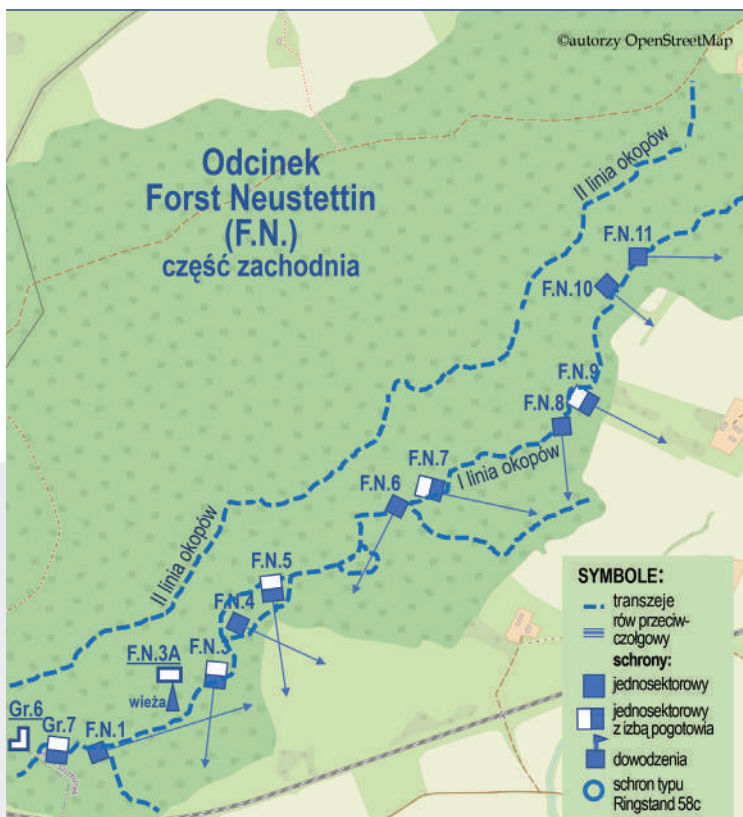 ©autorzy OpenStreetMap
Odcinek
Forst Neustettin
(F.N.)
część zachodnia
II linia okopów
F.N.11
F.N.10
F.N.9
F.N.8
I linia okopów
F.N.7
F.N.6
II linia okopów
F.N.5
F.N.4
F.N.3
F.N.3A
wieża
Gr.6
Gr.7
F.N.1
SYMBOLE:
transzeje
rów przeciw-
czołgowy
schrony:
jednosektorowy
jednosektorowy
z izbą pogotowia
dowodzenia
schron typu
Ringstand 58c